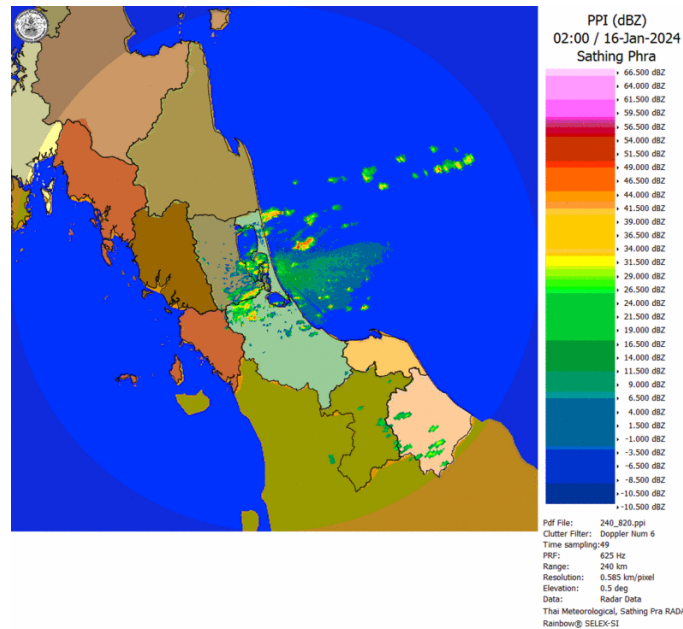 PPI (dBZ)
02:00 / 16-Jan-2024
Sathing Phra
66.500 dBZ
64.000 dBZ
61.500 dBZ
59.500 dBZ
56.500 dBZ
54.000 dBZ
51.500 dBZ
49.000 dBZ
46.500 dBZ
44.000 dBZ
41.500 dBZ
39.000 dBZ
36.500 dBZ
34.000 dBZ
31.500 dBZ
29.000 dBZ
26.500 dBZ
24.000 dBZ
21.500 dBZ
19.000 dBZ
16.500 dBZ
14.000 dBZ
11.500 dBZ
9.000 dBZ
6.500 dBZ
4.000 dBZ
1.500 dBZ
-1.000 dBZ
-3.500 dBZ
-6.500 dBZ
-8.500 dBZ
-10.500 dBZ
-10.500 dBZ
Pdf File: 240_820.ppi
Clutter Filter: Doppler Num 6
Time sampling:49
PRF: 625 Hz
Range: 240 km
Resolution: 0.585 km/pixel
Elevation: 0.5 deg
Data: Radar Data
Thai Meteorological, Sathing Pra RADA
Rainbow® SELEX-SI